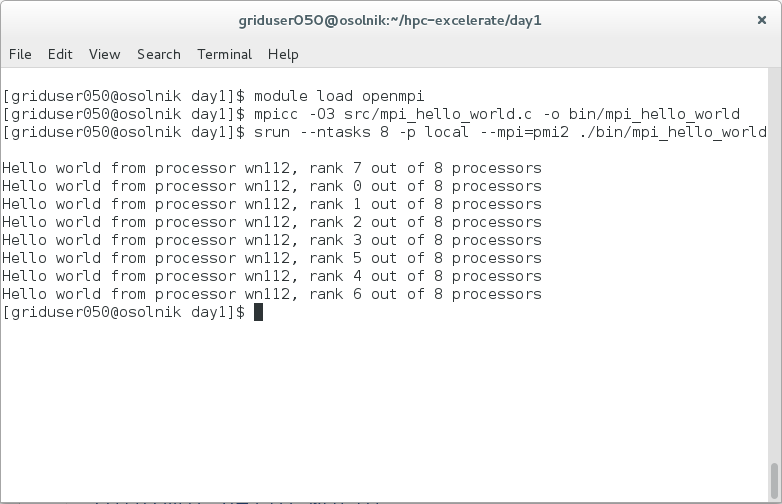 griduser050@osolnik:~/hpc-excelerate/day1
File Edit View Search Terminal Help
[griduser050@osolnik day1]$ module load openmpi
[griduser050@osolnik day1]$ mpicc -O3 src/mpi_hello_world.c -o bin/mpi_hello_world
[griduser050@osolnik day1]$ srun --ntasks 8 -p local --mpi=pmi2 ./bin/mpi_hello_world
Hello world from processor wn112, rank 7 out of 8 processors
Hello world from processor wn112, rank 0 out of 8 processors
Hello world from processor wn112, rank 1 out of 8 processors
Hello world from processor wn112, rank 2 out of 8 processors
Hello world from processor wn112, rank 3 out of 8 processors
Hello world from processor wn112, rank 5 out of 8 processors
Hello world from processor wn112, rank 4 out of 8 processors
Hello world from processor wn112, rank 6 out of 8 processors
[griduser050@osolnik day1]$